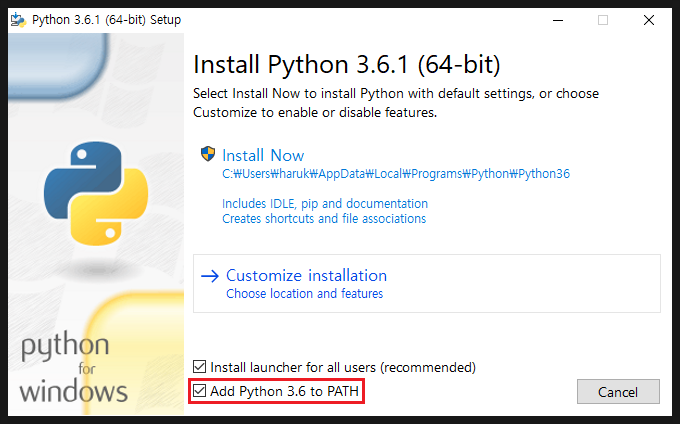 Python 3.6.1 (64-bit) Setup
Install Python 3.6.1 (64-bit)
Select Install Now to install Python with default settings, or choose
Customize to enable or disable features.
Install Now
C:₩Users₩haruk₩AppData₩Local₩Programs₩Python₩Python36
Includes IDLE, pip and documentation
Creates shortcuts and file associations
Customize installation
Choose location and features
python
for
windows
Install launcher for all users (recommended)
Add Python 3.6 to PATH
Cancel